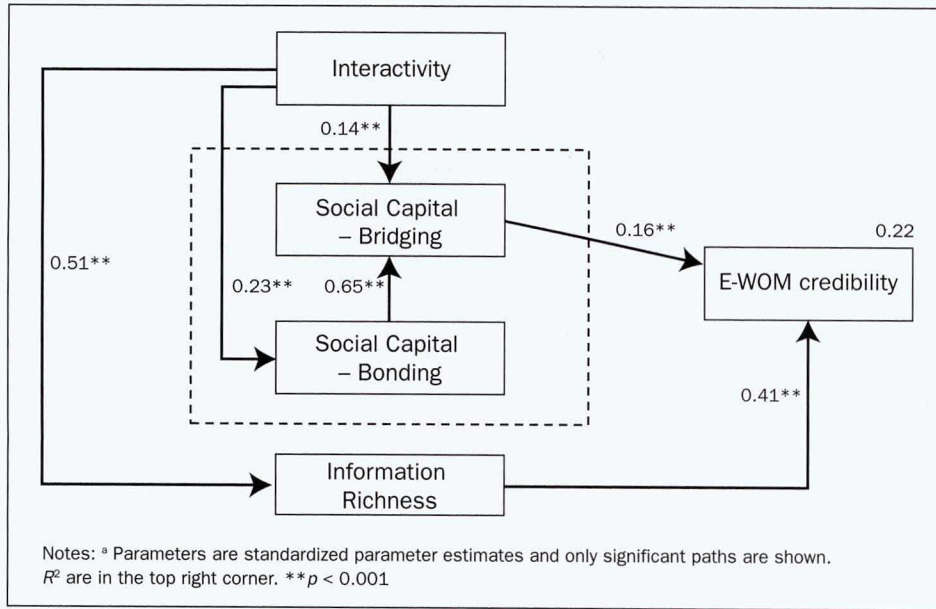 Interactivity
0.14**
Social Capital
– Bridging
0.16**
0.22
0.51**
0.23**
0.65**
E-WOM credibility
Social Capital
– Bonding
0.41**
Information
Richness
Notes: ᵃ Parameters are standardized parameter estimates and only significant paths are shown.
R² are in the top right corner. **p < 0.001